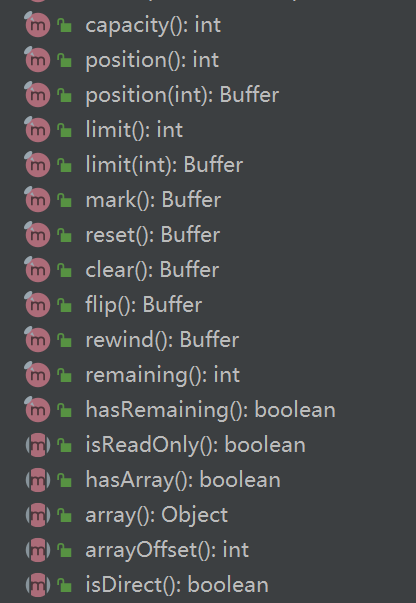 capacity(): int
position(): int
position(int): Buffer
limit(): int
limit(int): Buffer
mark(): Buffer
reset(): Buffer
clear(): Buffer
flip(): Buffer
rewind(): Buffer
remaining(): int
hasRemaining(): boolean
isReadOnly(): boolean
hasArray(): boolean
array(): Object
arrayOffset(): int
isDirect(): boolean